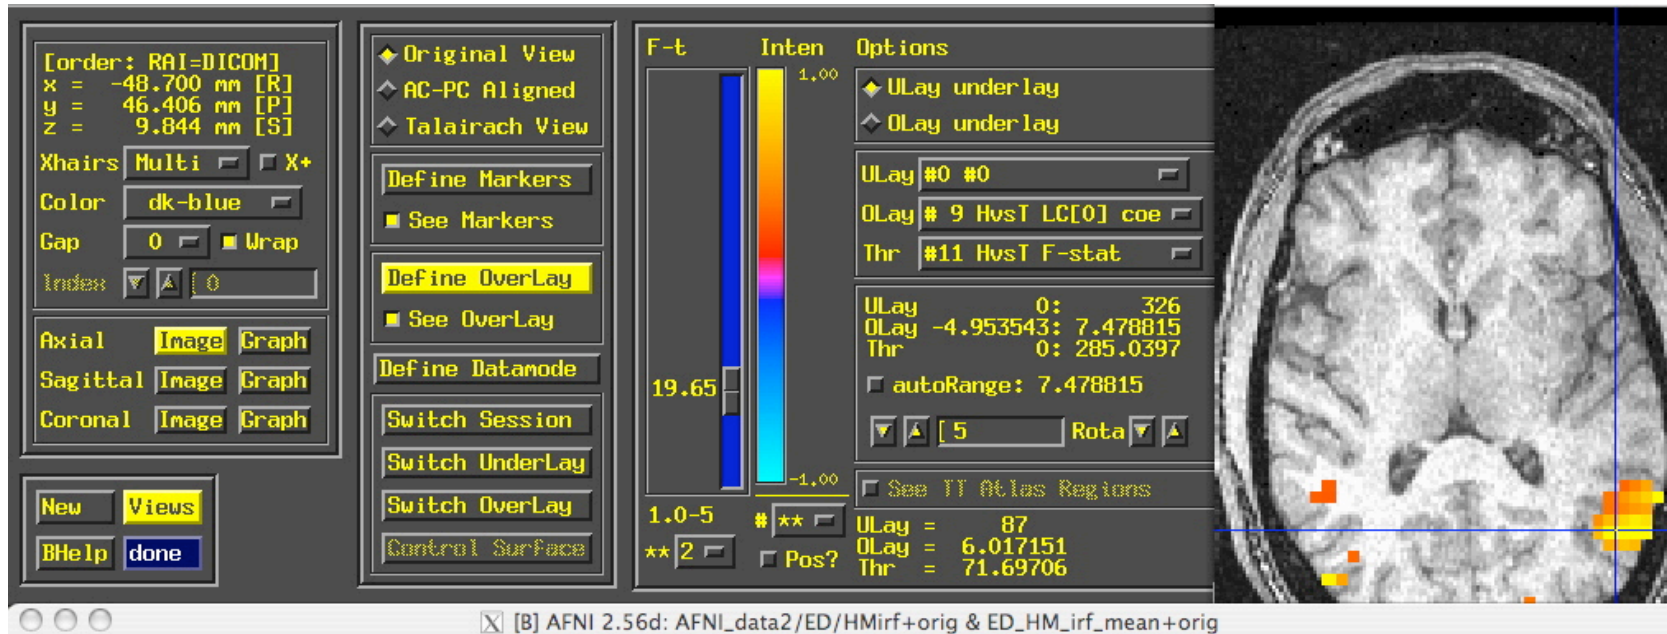 [order: RAI=DICOM]
x = -48.700 mm [R]
y = 46.406 mm [P]
z = 9.844 mm [S]
Xhairs Multi X+
Color dk-blue
Gap 0 Wrap
Index [ 0
Axial Image Graph
Sagittal Image Graph
Coronal Image Graph
New Views
BHelp done
Original View
AC-PC Aligned
Talairach View
Define Markers
See Markers
Define OverLay
See OverLay
Define Datamode
Switch Session
Switch UnderLay
Switch OverLay
Control Surface
F-t
19.65
1.0-5
** 2
Inten
1.00
-1.00
# **
Pos?
Options
ULay underlay
OLay underlay
ULay #0 #0
OLay # 9 HvsT LC[0] coe
Thr #11 HvsT F-stat
ULay 0: 326
OLay -4.953543: 7.478815
Thr 0: 285.0397
autoRange: 7.478815
[ 5 Rota
See TT Atlas Regions
ULay = 87
OLay = 6.017151
Thr = 71.69706
X [B] AFNI 2.56d: AFNI_data2/ED/HMirf+orig & ED_HM_irf_mean+orig